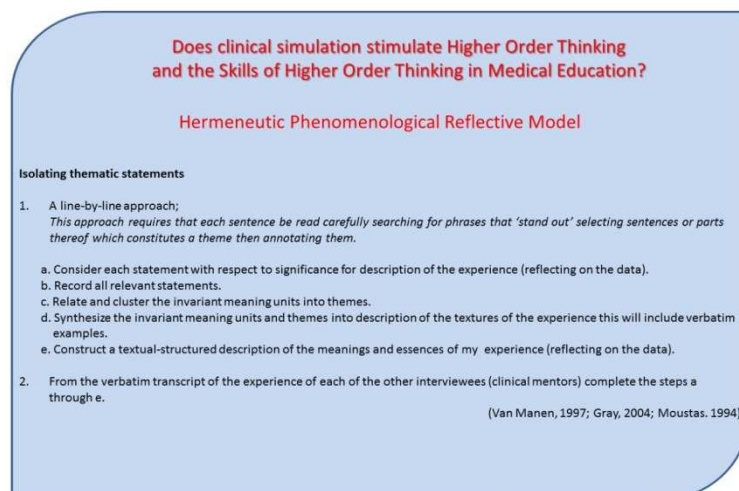 Does clinical simulation stimulate Higher Order Thinking
and the Skills of Higher Order Thinking in Medical Education?
Hermeneutic Phenomenological Reflective Model
Isolating thematic statements
1. A line-by-line approach;
This approach requires that each sentence be read carefully searching for phrases that ‘stand out’ selecting sentences or parts
thereof which constitutes a theme then annotating them.
a. Consider each statement with respect to significance for description of the experience (reflecting on the data).
b. Record all relevant statements.
c. Relate and cluster the invariant meaning units into themes.
d. Synthesize the invariant meaning units and themes into description of the textures of the experience this will include verbatim
examples.
e. Construct a textual-structured description of the meanings and essences of my experience (reflecting on the data).
2. From the verbatim transcript of the experience of each of the other interviewees (clinical mentors) complete the steps a
through e.
(Van Manen, 1997; Gray, 2004; Moustas. 1994)